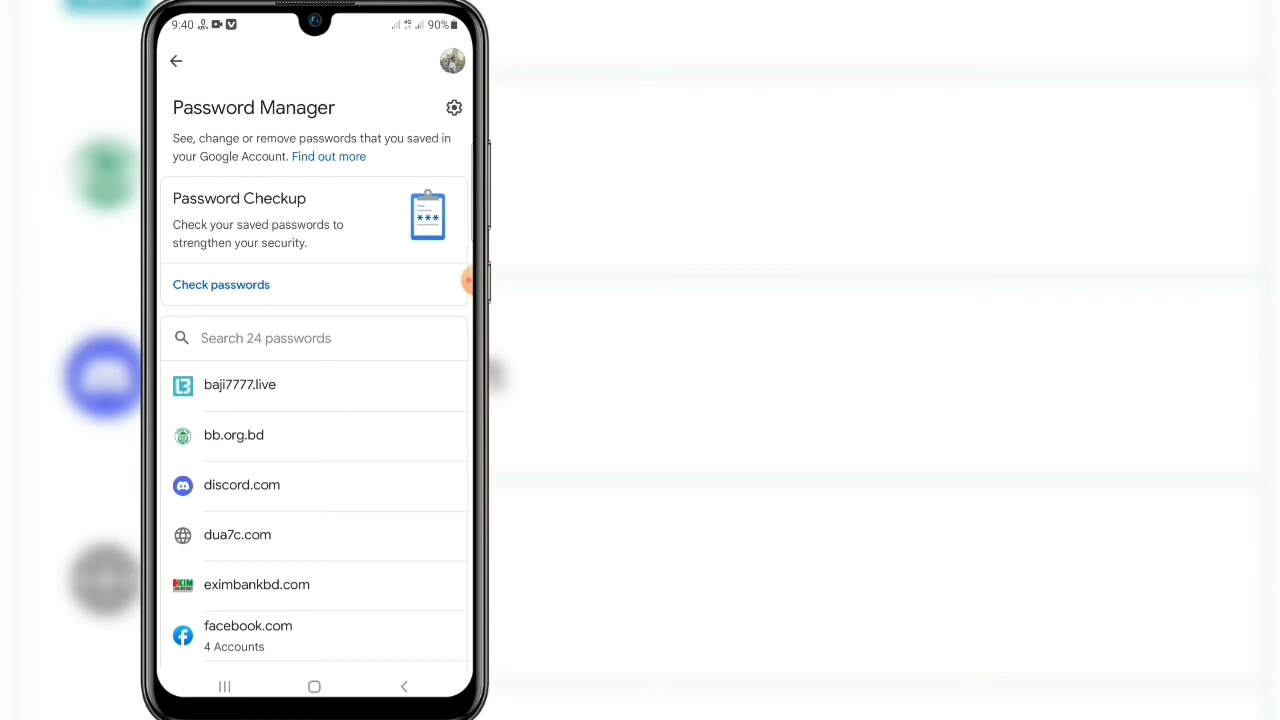 9:40
90%
Password Manager
See, change or remove passwords that you saved in
your Google Account. Find out more
Password Checkup
Check your saved passwords to
strengthen your security.
***
Check passwords
Search 24 passwords
baji7777.live
bb.org.bd
discord.com
dua7c.com
eximbankbd.com
facebook.com
4 Accounts